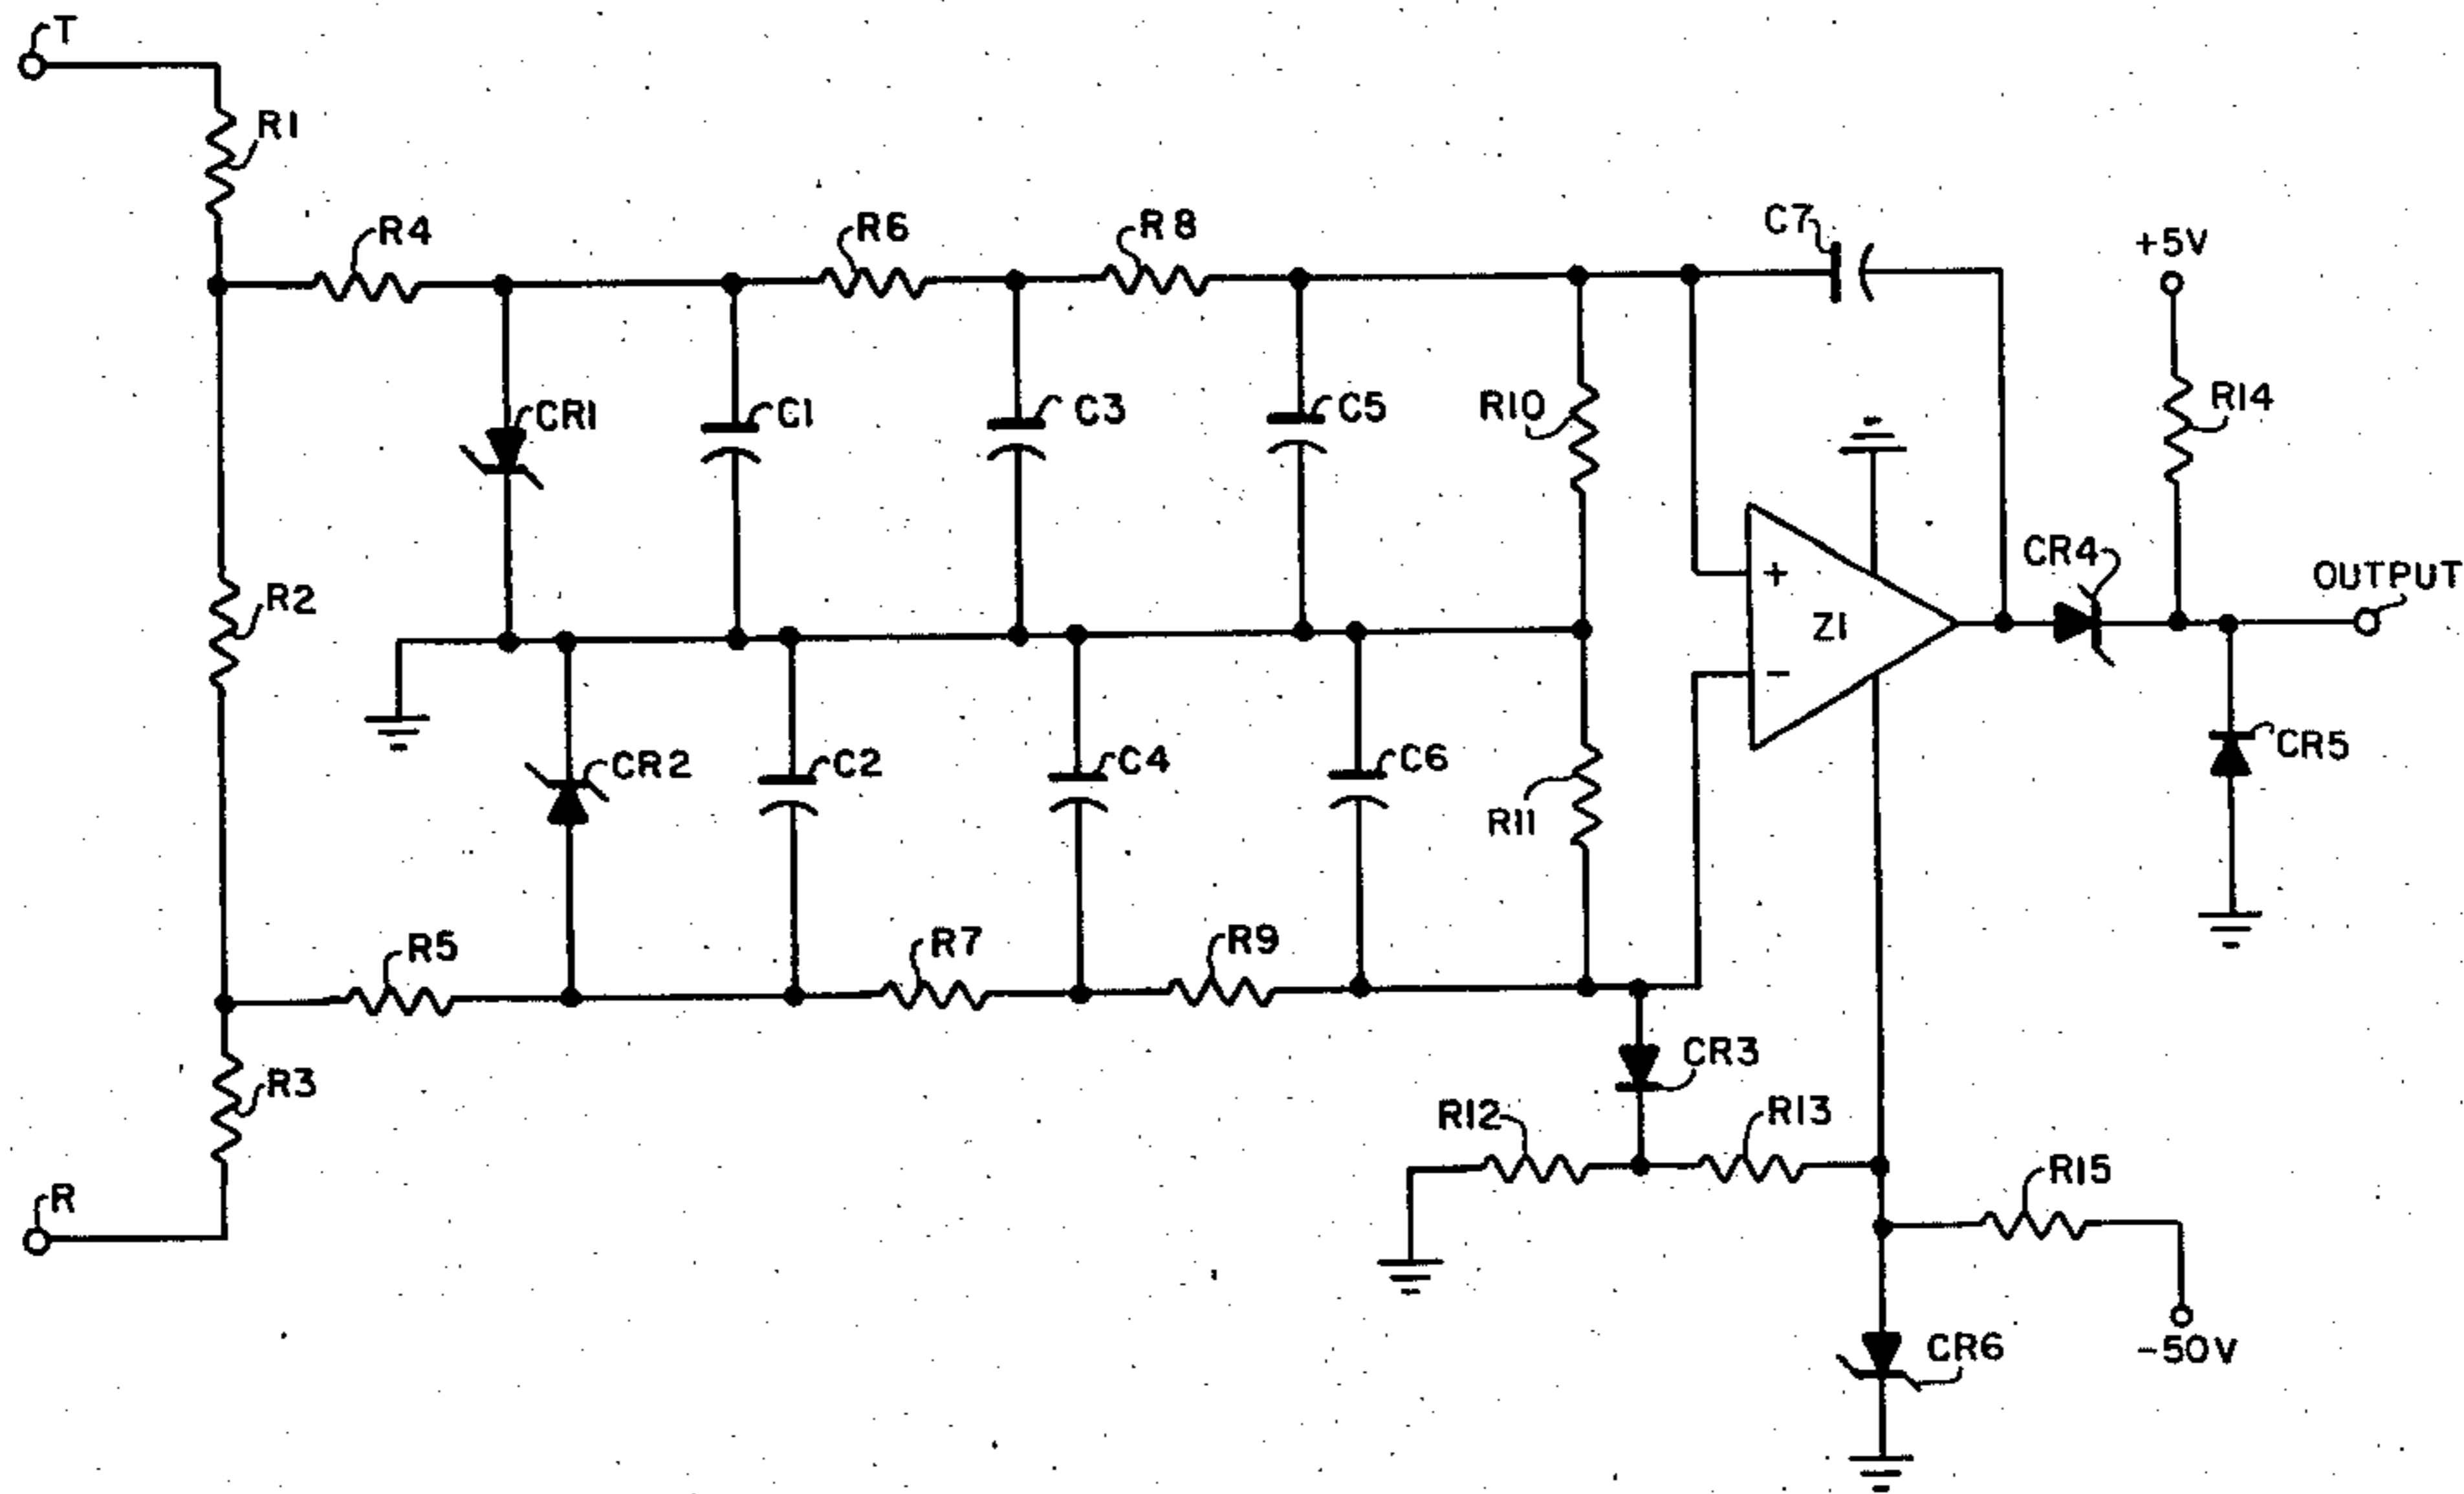 T
R1
R4
R6
R8
C7
+5V
CR1
C1
C3
C5
R10
R14
+
Z1
CR4
OUTPUT
R2
−
CR2
C2
C4
C6
R11
CR5
R5
R7
R9
R3
CR3
R12
R13
R15
R
CR6
-50V